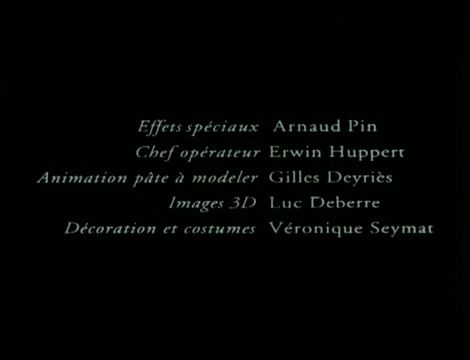 Effets spéciaux Arnaud Pin
Chef opérateur Erwin Huppert
Animation pâte à modeler Gilles Deyriès
Images 3D Luc Deberre
Décoration et costumes Véronique Seymat